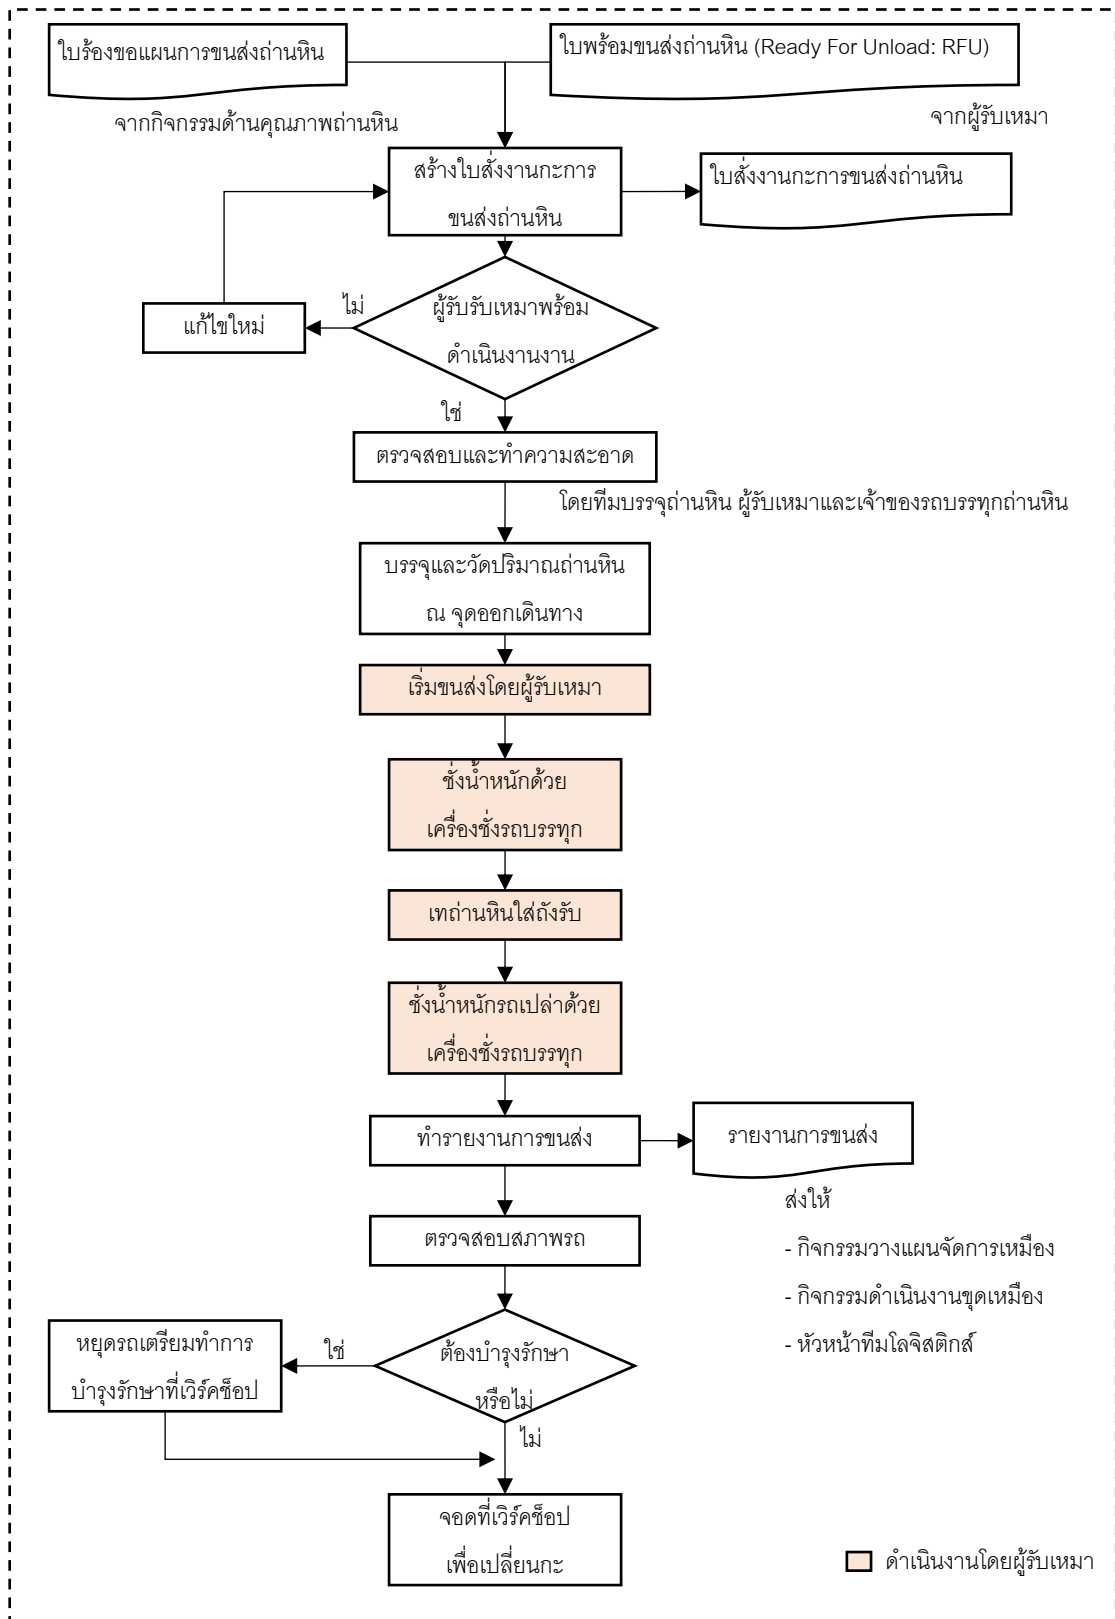 ใบร้องขอแผนการขนส่งถ่านหิน
ใบพร้อมขนส่งถ่านหิน (Ready For Unload: RFU)
จากกิจกรรมด้านคุณภาพถ่านหิน
จากผู้รับเหมา
สร้างใบสั่งงานกะการ
ขนส่งถ่านหิน
ใบสั่งงานกะการขนส่งถ่านหิน
ผู้รับรับเหมาพร้อม
ดำเนินงานงาน
ไม่
แก้ไขใหม่
ใช่
ตรวจสอบและทำความสะอาด
โดยทีมบรรจุถ่านหิน ผู้รับเหมาและเจ้าของรถบรรทุกถ่านหิน
บรรจุและวัดปริมาณถ่านหิน
ณ จุดออกเดินทาง
เริ่มขนส่งโดยผู้รับเหมา
ชั่งน้ำหนักด้วย
เครื่องชั่งรถบรรทุก
เทถ่านหินใส่ถังรับ
ชั่งน้ำหนักรถเปล่าด้วย
เครื่องชั่งรถบรรทุก
ทำรายงานการขนส่ง
รายงานการขนส่ง
ส่งให้
- กิจกรรมวางแผนจัดการเหมือง
- กิจกรรมดำเนินงานขุดเหมือง
- หัวหน้าทีมโลจิสติกส์
ตรวจสอบสภาพรถ
ต้องบำรุงรักษา
หรือไม่
ใช่
หยุดรถเตรียมทำการ
บำรุงรักษาที่เวิร์คช็อป
ไม่
จอดที่เวิร์คช็อป
เพื่อเปลี่ยนกะ
ดำเนินงานโดยผู้รับเหมา